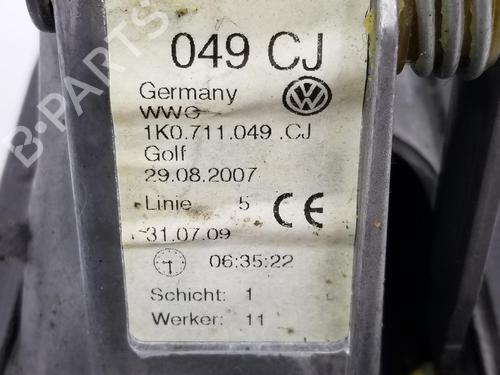 049 CJ
Germany
WWG
1K0.711.049 .CJ
Golf
29.08.2007
Linie 5 CE
31.07.09
06:35:22
Schicht: 1
Werker: 11